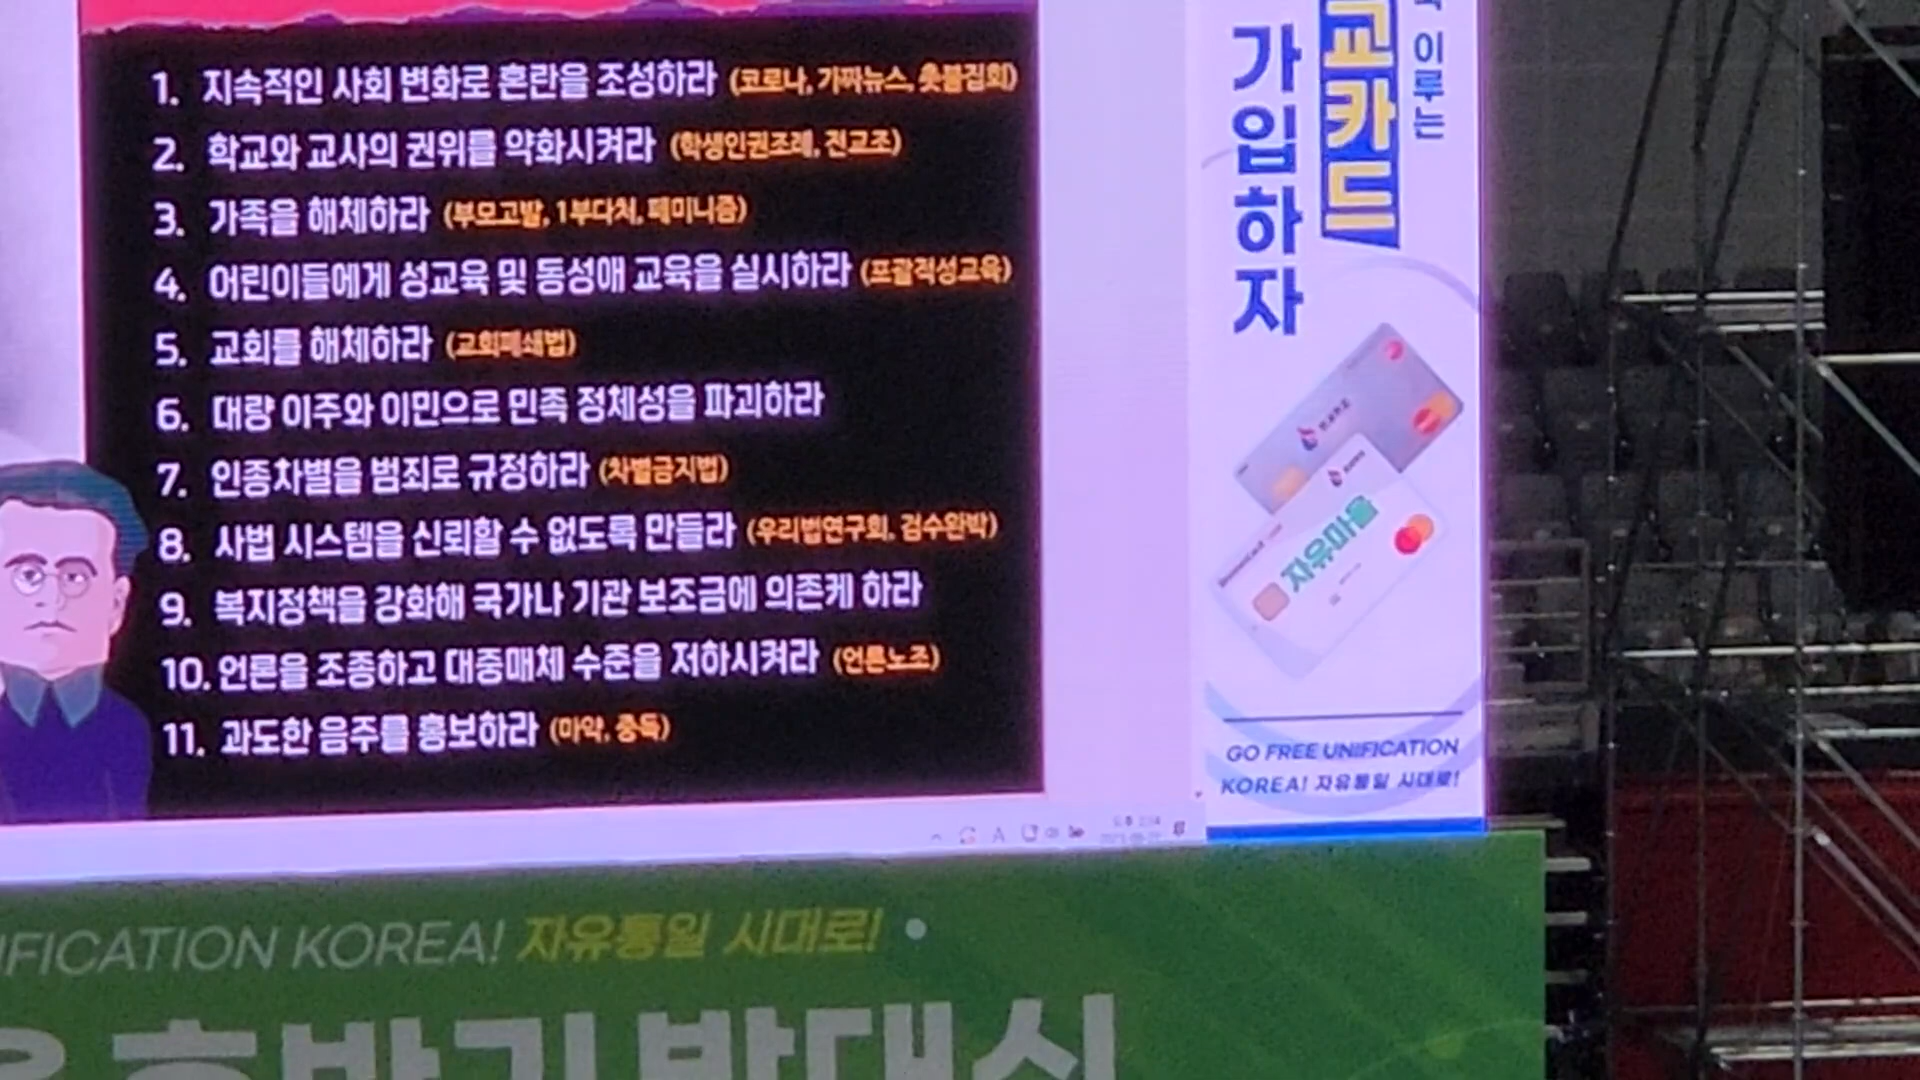 1. 지속적인 사회 변화로 혼란을 조성하라 (코로나, 가짜뉴스, 촛불집회)
2. 학교와 교사의 권위를 약화시켜라 (학생인권조례, 전교조)
3. 가족을 해체하라 (부모고발, 1부다처, 페미니즘)
4. 어린이들에게 성교육 및 동성애 교육을 실시하라 (포괄적성교육)
5. 교회를 해체하라 (교회폐쇄법)
6. 대량 이주와 이민으로 민족 정체성을 파괴하라
7. 인종차별을 범죄로 규정하라 (차별금지법)
8. 사법 시스템을 신뢰할 수 없도록 만들라 (우리법연구회, 검수완박)
9. 복지정책을 강화해 국가나 기관 보조금에 의존케 하라
10. 언론을 조종하고 대중매체 수준을 저하시켜라 (언론노조)
11. 과도한 음주를 홍보하라 (마약, 중독)
이루는
교카드
가입하자
자유마을
GO FREE UNIFICATION
KOREA! 자유통일 시대로!
IFICATION KOREA! 자유통일 시대로!
후반기 발대식